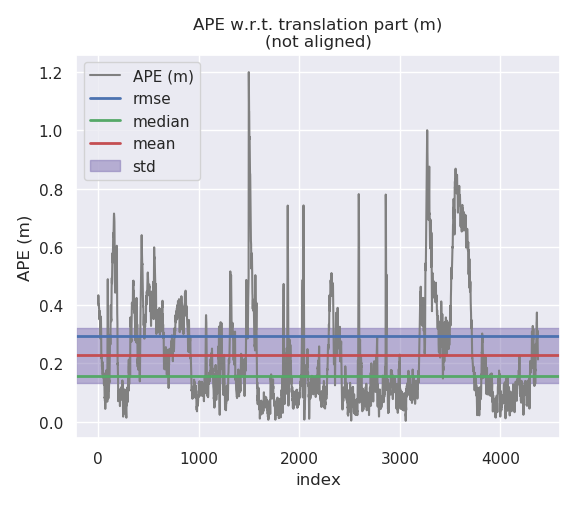 APE w.r.t. translation part (m)
(not aligned)
APE (m)
rmse
median
mean
std
APE (m)
1.2
1.0
0.8
0.6
0.4
0.2
0.0
0
1000
2000
3000
4000
index